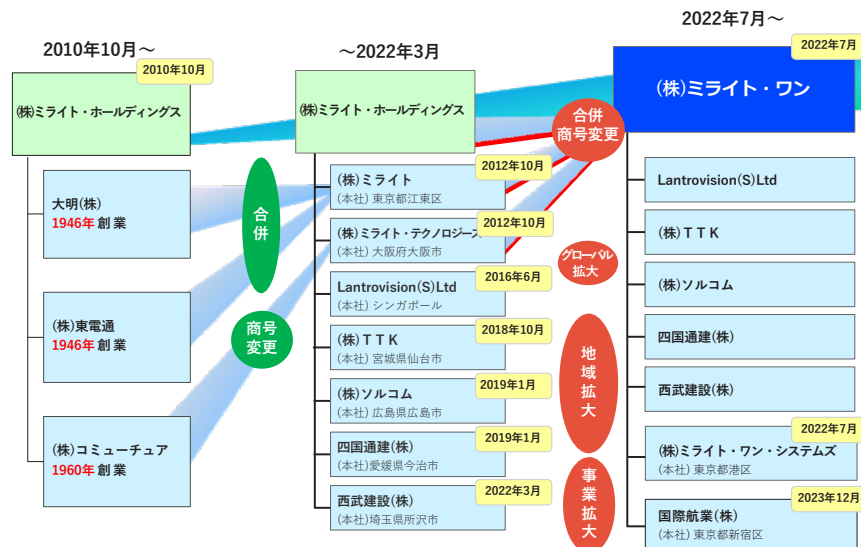 2010年10月～
2010年10月
(株)ミライト・ホールディングス
大明(株)
1946年 創業
(株)東電通
1946年 創業
(株)コミューチュア
1960年 創業
合併
商号
変更
～2022年3月
(株)ミライト・ホールディングス
2012年10月
(株)ミライト
(本社) 東京都江東区
2012年10月
(株)ミライト・テクノロジーズ
(本社) 大阪府大阪市
2016年6月
Lantrovision(S)Ltd
(本社) シンガポール
2018年10月
(株)ＴＴＫ
(本社) 宮城県仙台市
2019年1月
(株)ソルコム
(本社) 広島県広島市
2019年1月
四国通建(株)
(本社)愛媛県今治市
2022年3月
西武建設(株)
(本社)埼玉県所沢市
合併
商号変更
グローバル
拡大
地域拡大
事業拡大
2022年7月～
2022年7月
(株)ミライト・ワン
Lantrovision(S)Ltd
(株)ＴＴＫ
(株)ソルコム
四国通建(株)
西武建設(株)
2022年7月
(株)ミライト・ワン・システムズ
(本社) 東京都港区
2023年12月
国際航業(株)
(本社) 東京都新宿区